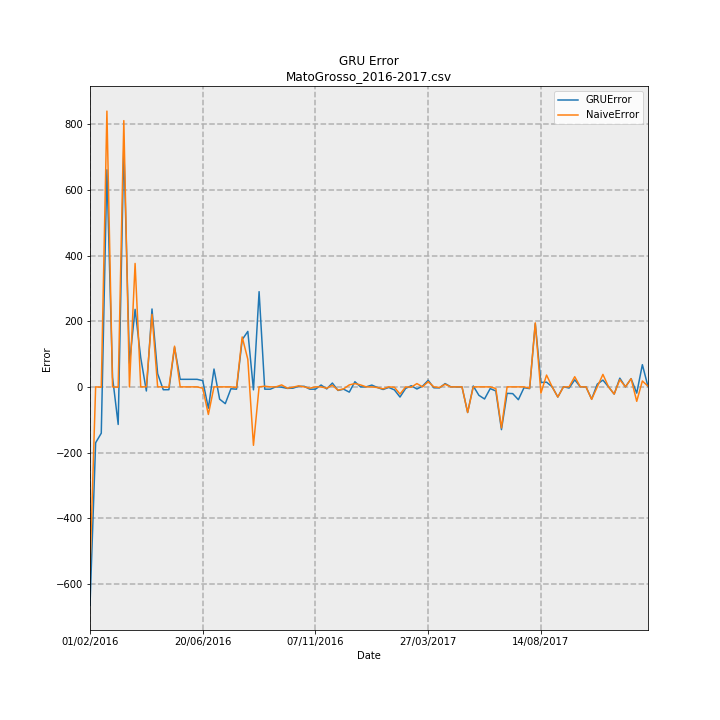 GRU Error
MatoGrosso_2016-2017.csv
GRUError
NaiveError
800
600
400
200
0
−200
−400
−600
Error
01/02/2016
20/06/2016
07/11/2016
27/03/2017
14/08/2017
Date